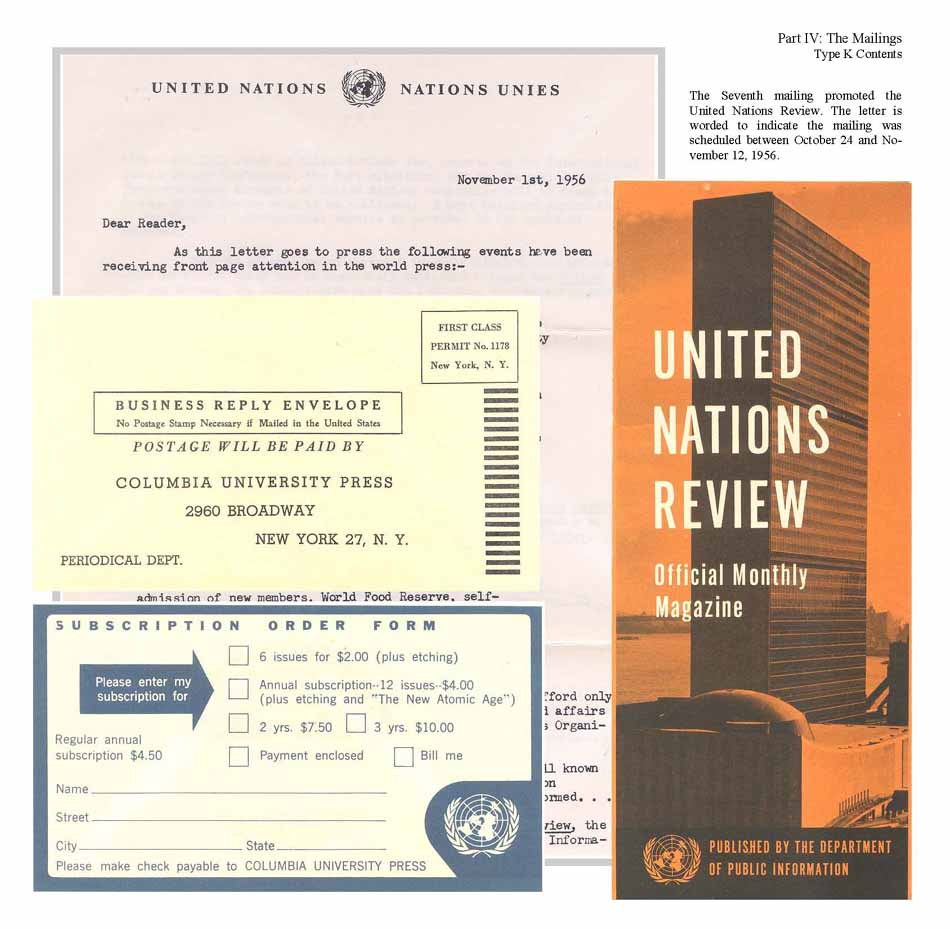 Part IV: The Mailings
Type K Contents
The Seventh mailing promoted the
United Nations Review. The letter is
worded to indicate the mailing was
scheduled between October 24 and No-
vember 12, 1956.
UNITED NATIONS NATIONS UNIES
November 1st, 1956
Dear Reader,
As this letter goes to press the following events have been
receiving front page attention in the world press:-
FIRST CLASS
PERMIT No. 1178
New York, N. Y.
BUSINESS REPLY ENVELOPE
No Postage Stamp Necessary if Mailed in the United States
POSTAGE WILL BE PAID BY
COLUMBIA UNIVERSITY PRESS
2960 BROADWAY
NEW YORK 27, N. Y.
PERIODICAL DEPT.
admission of new members, World Food Reserve, self-
fford only
affairs
s Organi-
ll known
on
ormed. . .
view, the
Informa-
SUBSCRIPTION ORDER FORM
Please enter my
subscription for
6 issues for $2.00 (plus etching)
Annual subscription--12 issues--$4.00
(plus etching and "The New Atomic Age")
2 yrs. $7.50 3 yrs. $10.00
Regular annual
subscription $4.50
Payment enclosed Bill me
Name
Street
City State
Please make check payable to COLUMBIA UNIVERSITY PRESS
UNITED
NATIONS
REVIEW
Official Monthly
Magazine
PUBLISHED BY THE DEPARTMENT
OF PUBLIC INFORMATION